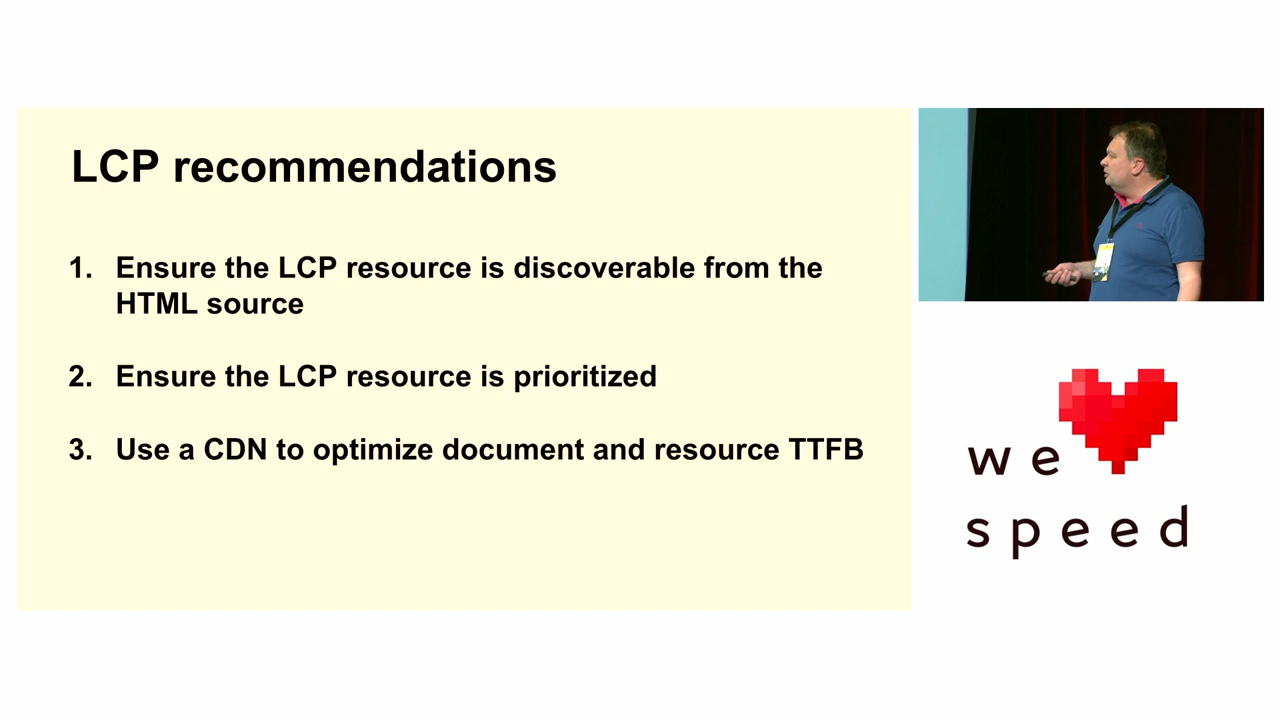 LCP recommendations
1. Ensure the LCP resource is discoverable from the
HTML source
2. Ensure the LCP resource is prioritized
3. Use a CDN to optimize document and resource TTFB
we
speed